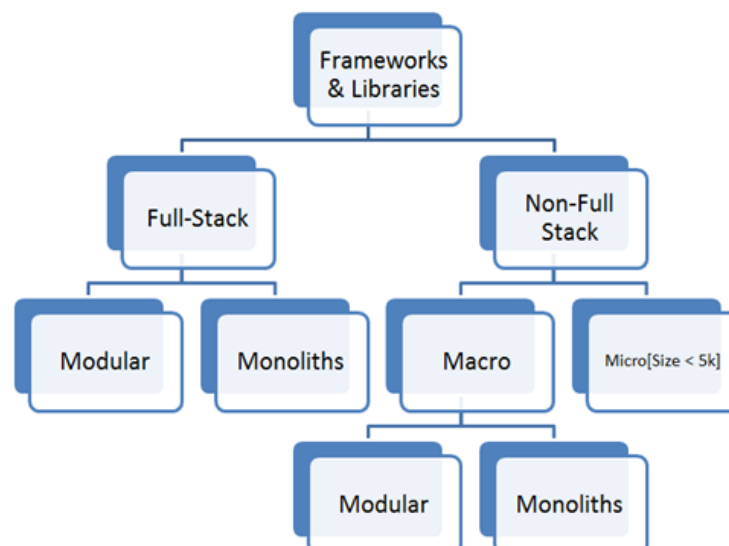 Frameworks
& Libraries
Full-Stack
Non-Full
Stack
Modular
Monoliths
Macro
Micro[Size < 5k]
Modular
Monoliths